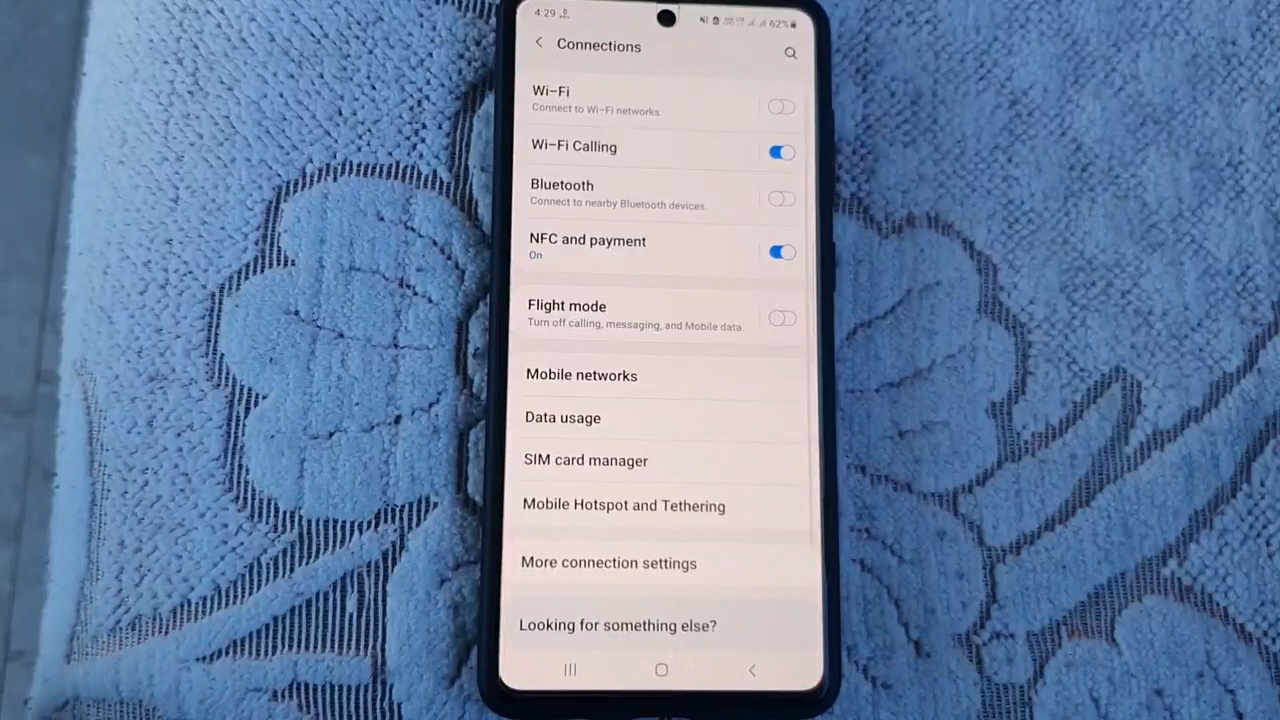 4:29
62%
Connections
Wi-Fi
Connect to Wi-Fi networks.
Wi-Fi Calling
Bluetooth
Connect to nearby Bluetooth devices.
NFC and payment
On
Flight mode
Turn off calling, messaging, and Mobile data.
Mobile networks
Data usage
SIM card manager
Mobile Hotspot and Tethering
More connection settings
Looking for something else?